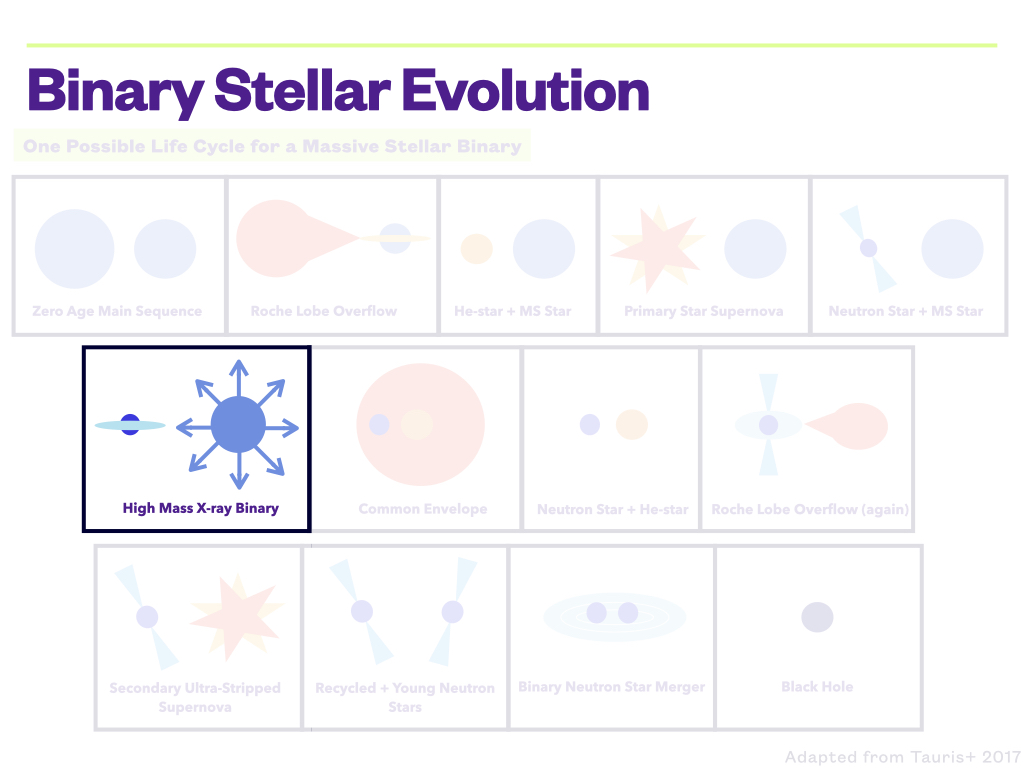 Binary Stellar Evolution
One Possible Life Cycle for a Massive Stellar Binary
Zero Age Main Sequence
Roche Lobe Overflow
He-star + MS Star
Primary Star Supernova
Neutron Star + MS Star
High Mass X-ray Binary
Common Envelope
Neutron Star + He-star
Roche Lobe Overflow (again)
Secondary Ultra-Stripped
Supernova
Recycled + Young Neutron
Stars
Binary Neutron Star Merger
Black Hole
Adapted from Tauris+ 2017